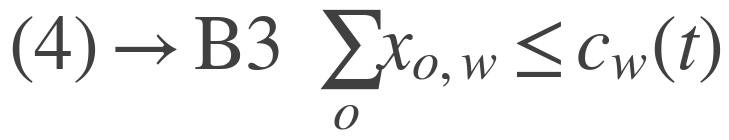 (4) → B3 ∑_o x_{o, w} ≤ c_w(t)